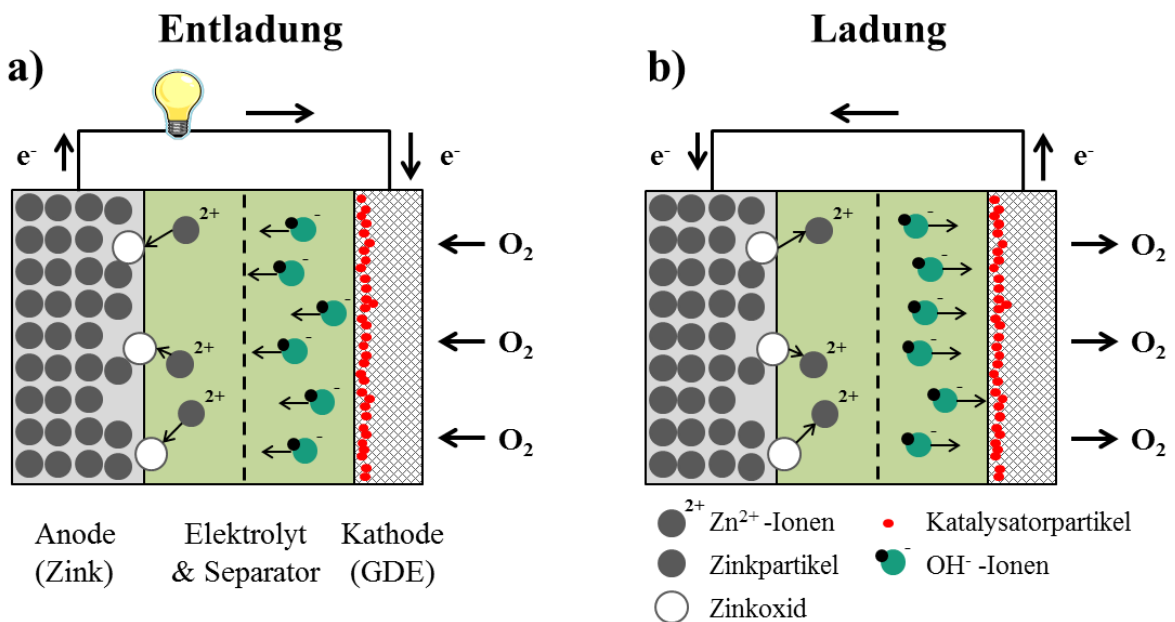 Entladung
a)
e⁻
e⁻
2+
2+
2+
-
-
-
-
-
-
O₂
O₂
O₂
Anode
(Zink)
Elektrolyt
& Separator
Kathode
(GDE)
Ladung
b)
e⁻
e⁻
2+
2+
2+
-
-
-
-
-
-
O₂
O₂
O₂
2+
Zn²⁺ -Ionen
Zinkpartikel
Zinkoxid
Katalysatorpartikel
-
OH⁻ -Ionen